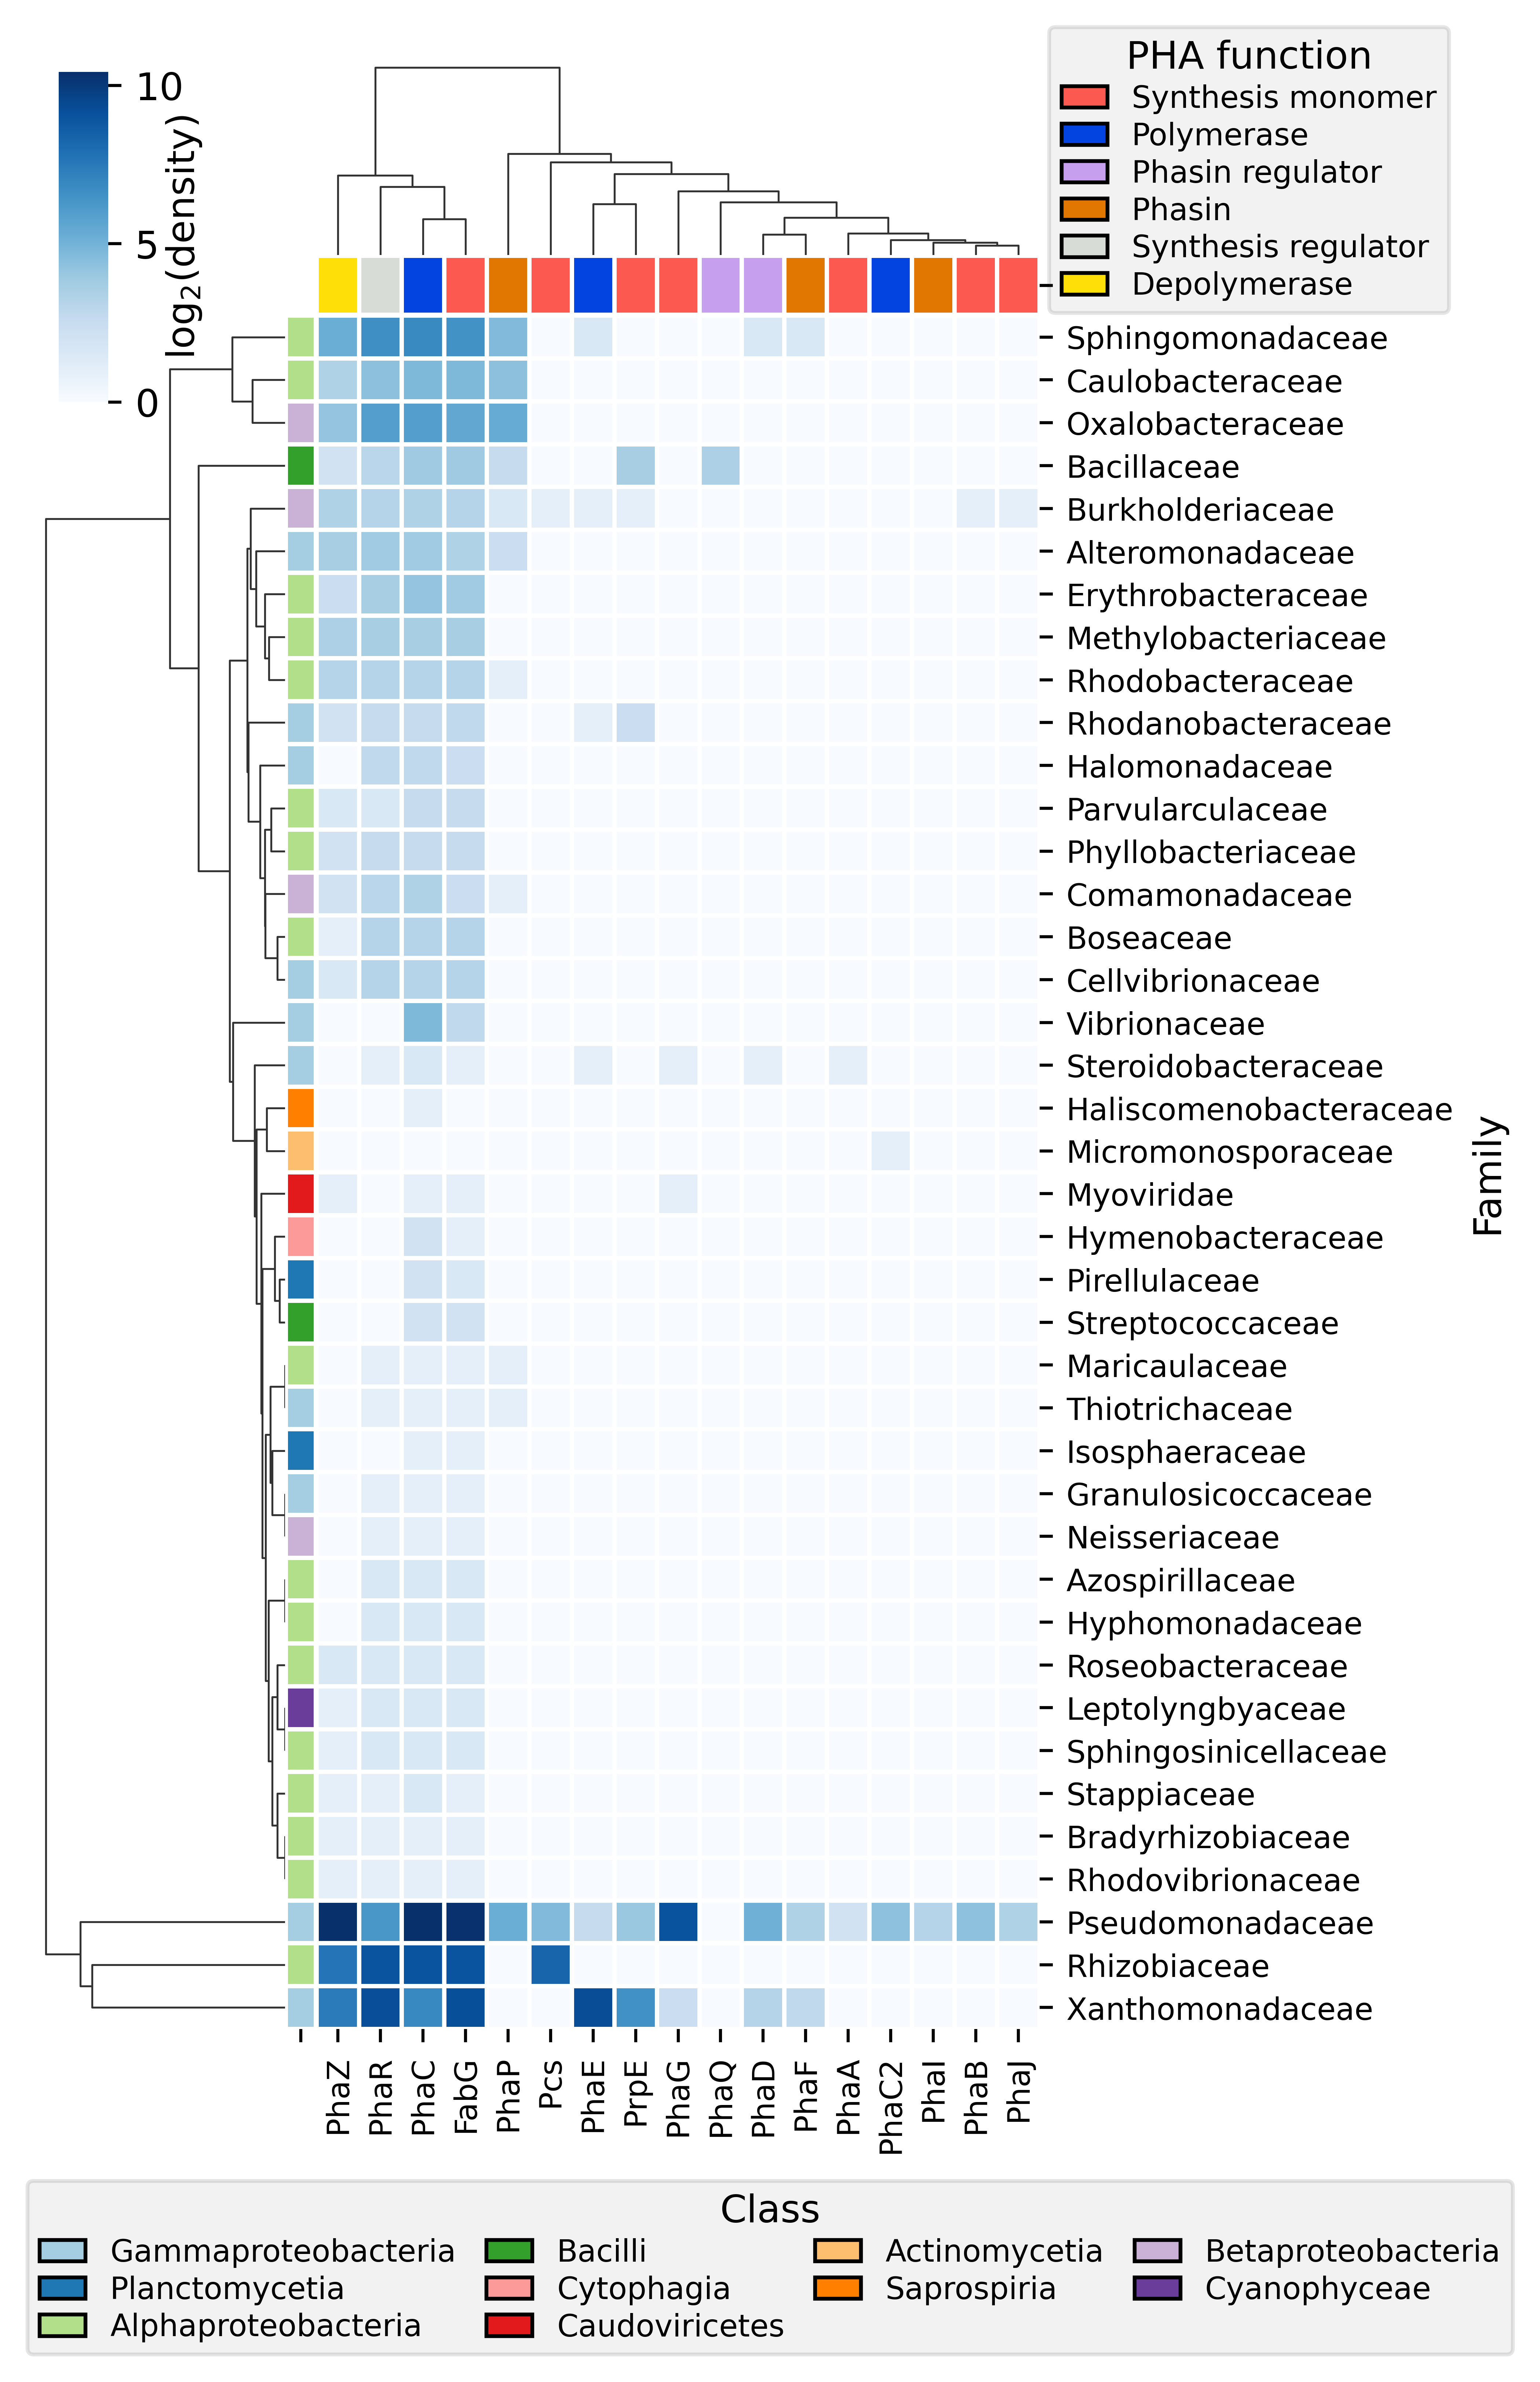 PHA function
Synthesis monomer
Polymerase
Phasin regulator
Phasin
Synthesis regulator
Depolymerase
10
5
0
log₂(density)
Sphingomonadaceae
Caulobacteraceae
Oxalobacteraceae
Bacillaceae
Burkholderiaceae
Alteromonadaceae
Erythrobacteraceae
Methylobacteriaceae
Rhodobacteraceae
Rhodanobacteraceae
Halomonadaceae
Parvularculaceae
Phyllobacteriaceae
Comamonadaceae
Boseaceae
Cellvibrionaceae
Vibrionaceae
Steroidobacteraceae
Haliscomenobacteraceae
Micromonosporaceae
Myoviridae
Hymenobacteraceae
Pirellulaceae
Streptococcaceae
Maricaulaceae
Thiotrichaceae
Isosphaeraceae
Granulosicoccaceae
Neisseriaceae
Azospirillaceae
Hyphomonadaceae
Roseobacteraceae
Leptolyngbyaceae
Sphingosinicellaceae
Stappiaceae
Bradyrhizobiaceae
Rhodovibrionaceae
Pseudomonadaceae
Rhizobiaceae
Xanthomonadaceae
Family
PhaZ
PhaR
PhaC
FabG
PhaP
Pcs
PhaE
PrpE
PhaG
PhaQ
PhaD
PhaF
PhaA
PhaC2
PhaI
PhaB
PhaJ
Class
Gammaproteobacteria
Planctomycetia
Alphaproteobacteria
Bacilli
Cytophagia
Caudoviricetes
Actinomycetia
Saprospiria
Betaproteobacteria
Cyanophyceae